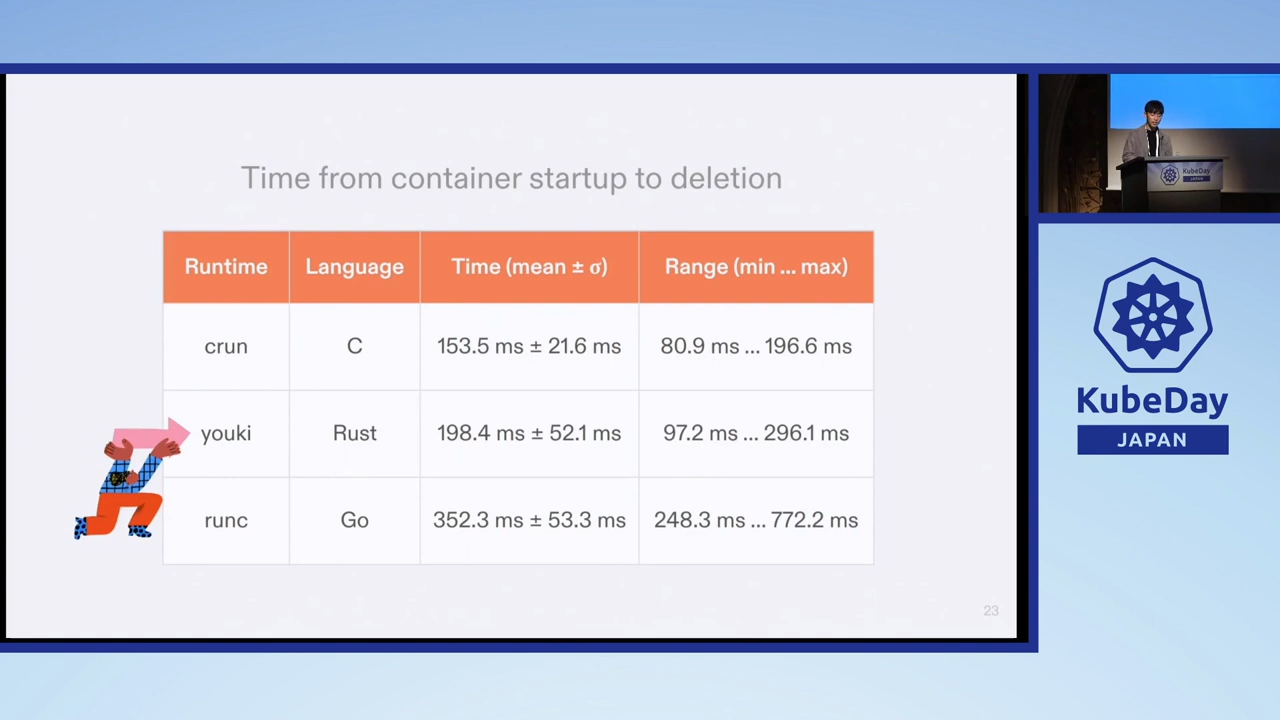 Time from container startup to deletion
Runtime Language Time (mean ± σ) Range (min ... max)
crun C 153.5 ms ± 21.6 ms 80.9 ms ... 196.6 ms
youki Rust 198.4 ms ± 52.1 ms 97.2 ms ... 296.1 ms
runc Go 352.3 ms ± 53.3 ms 248.3 ms ... 772.2 ms
23
KubeDay
JAPAN
KubeDay
JAPAN